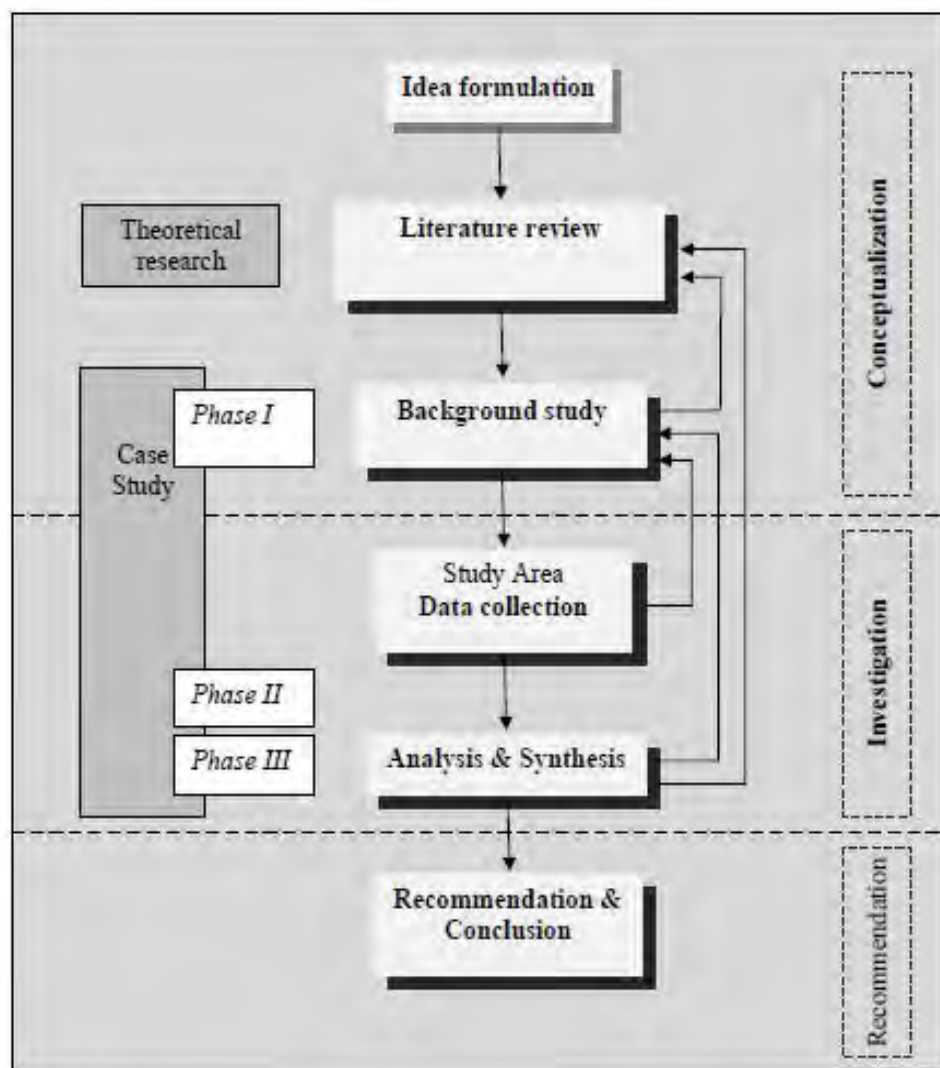 Idea formulation
Theoretical
research
Literature review
Conceptualization
Phase I
Case
Study
Background study
Study Area
Data collection
Investigation
Phase II
Phase III
Analysis & Synthesis
Recommendation &
Conclusion
Recommendation